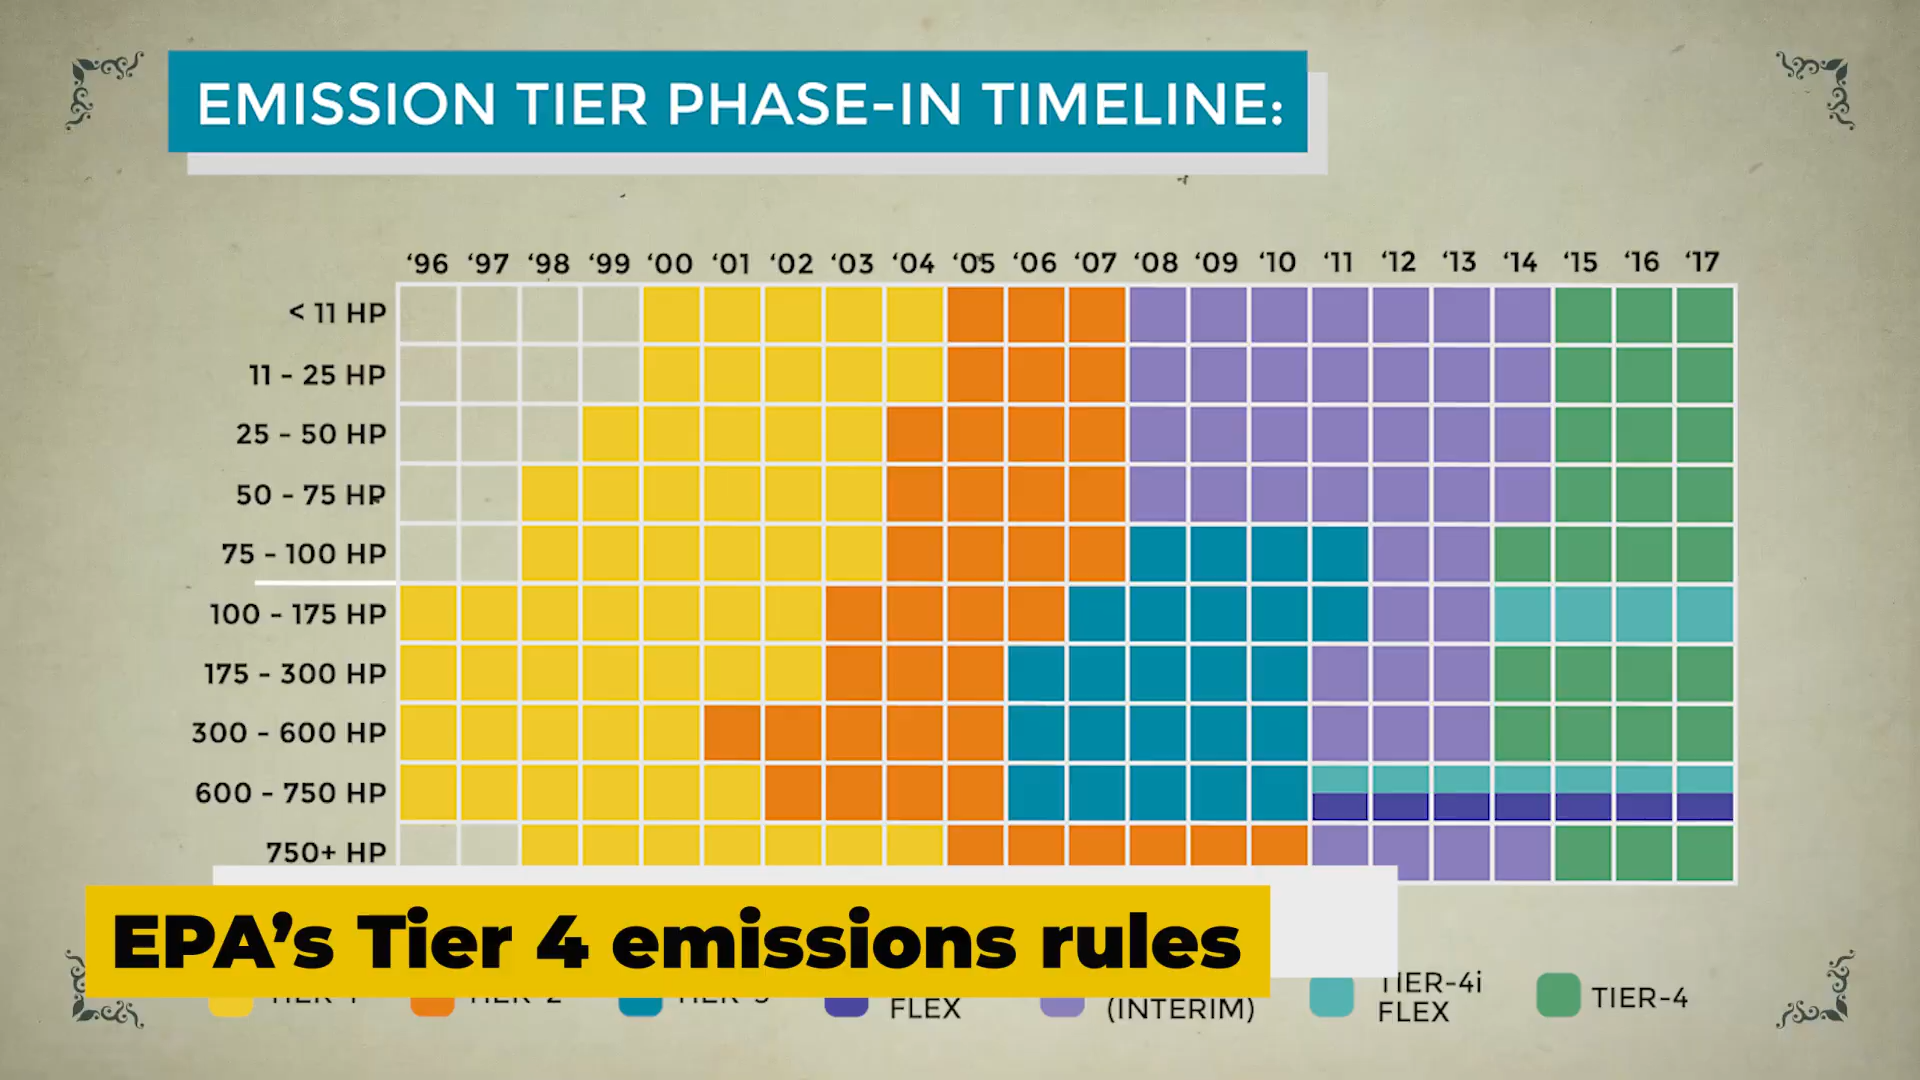 EMISSION TIER PHASE-IN TIMELINE:
‘96 ‘97 ‘98 ‘99 ‘00 ‘01 ‘02 ‘03 ‘04 ‘05 ‘06 ‘07 ‘08 ‘09 ‘10 ‘11 ‘12 ‘13 ‘14 ‘15 ‘16 ‘17
< 11 HP
11 - 25 HP
25 - 50 HP
50 - 75 HP
75 - 100 HP
100 - 175 HP
175 - 300 HP
300 - 600 HP
600 - 750 HP
750+ HP
EPA’s Tier 4 emissions rules
FLEX
(INTERIM)
TIER-4i
FLEX
TIER-4